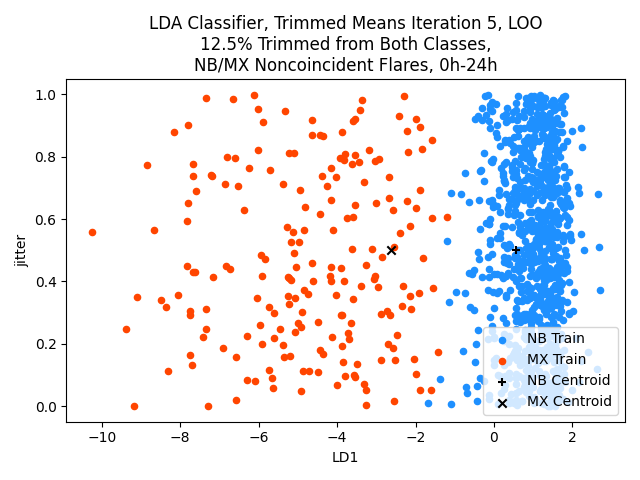 LDA Classifier, Trimmed Means Iteration 5, LOO
12.5% Trimmed from Both Classes,
NB/MX Noncoincident Flares, 0h-24h
jitter
1.0
0.8
0.6
0.4
0.2
0.0
−10
−8
−6
−4
−2
0
2
LD1
NB Train
MX Train
NB Centroid
MX Centroid